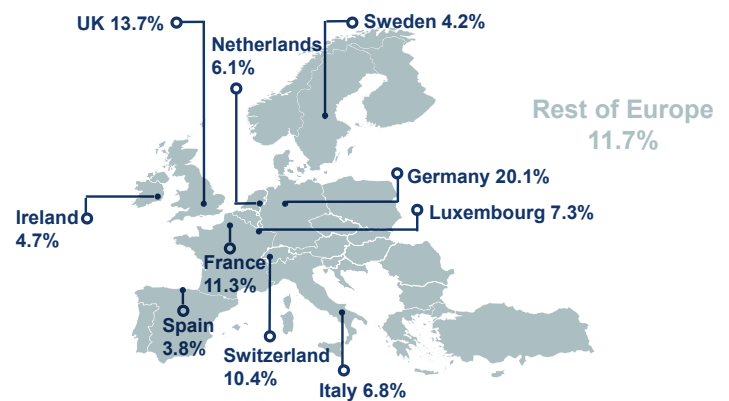 UK 13.7%
Sweden 4.2%
Netherlands
6.1%
Rest of Europe
11.7%
Germany 20.1%
Luxembourg 7.3%
Ireland
4.7%
France
11.3%
Spain
3.8%
Switzerland
10.4%
Italy 6.8%